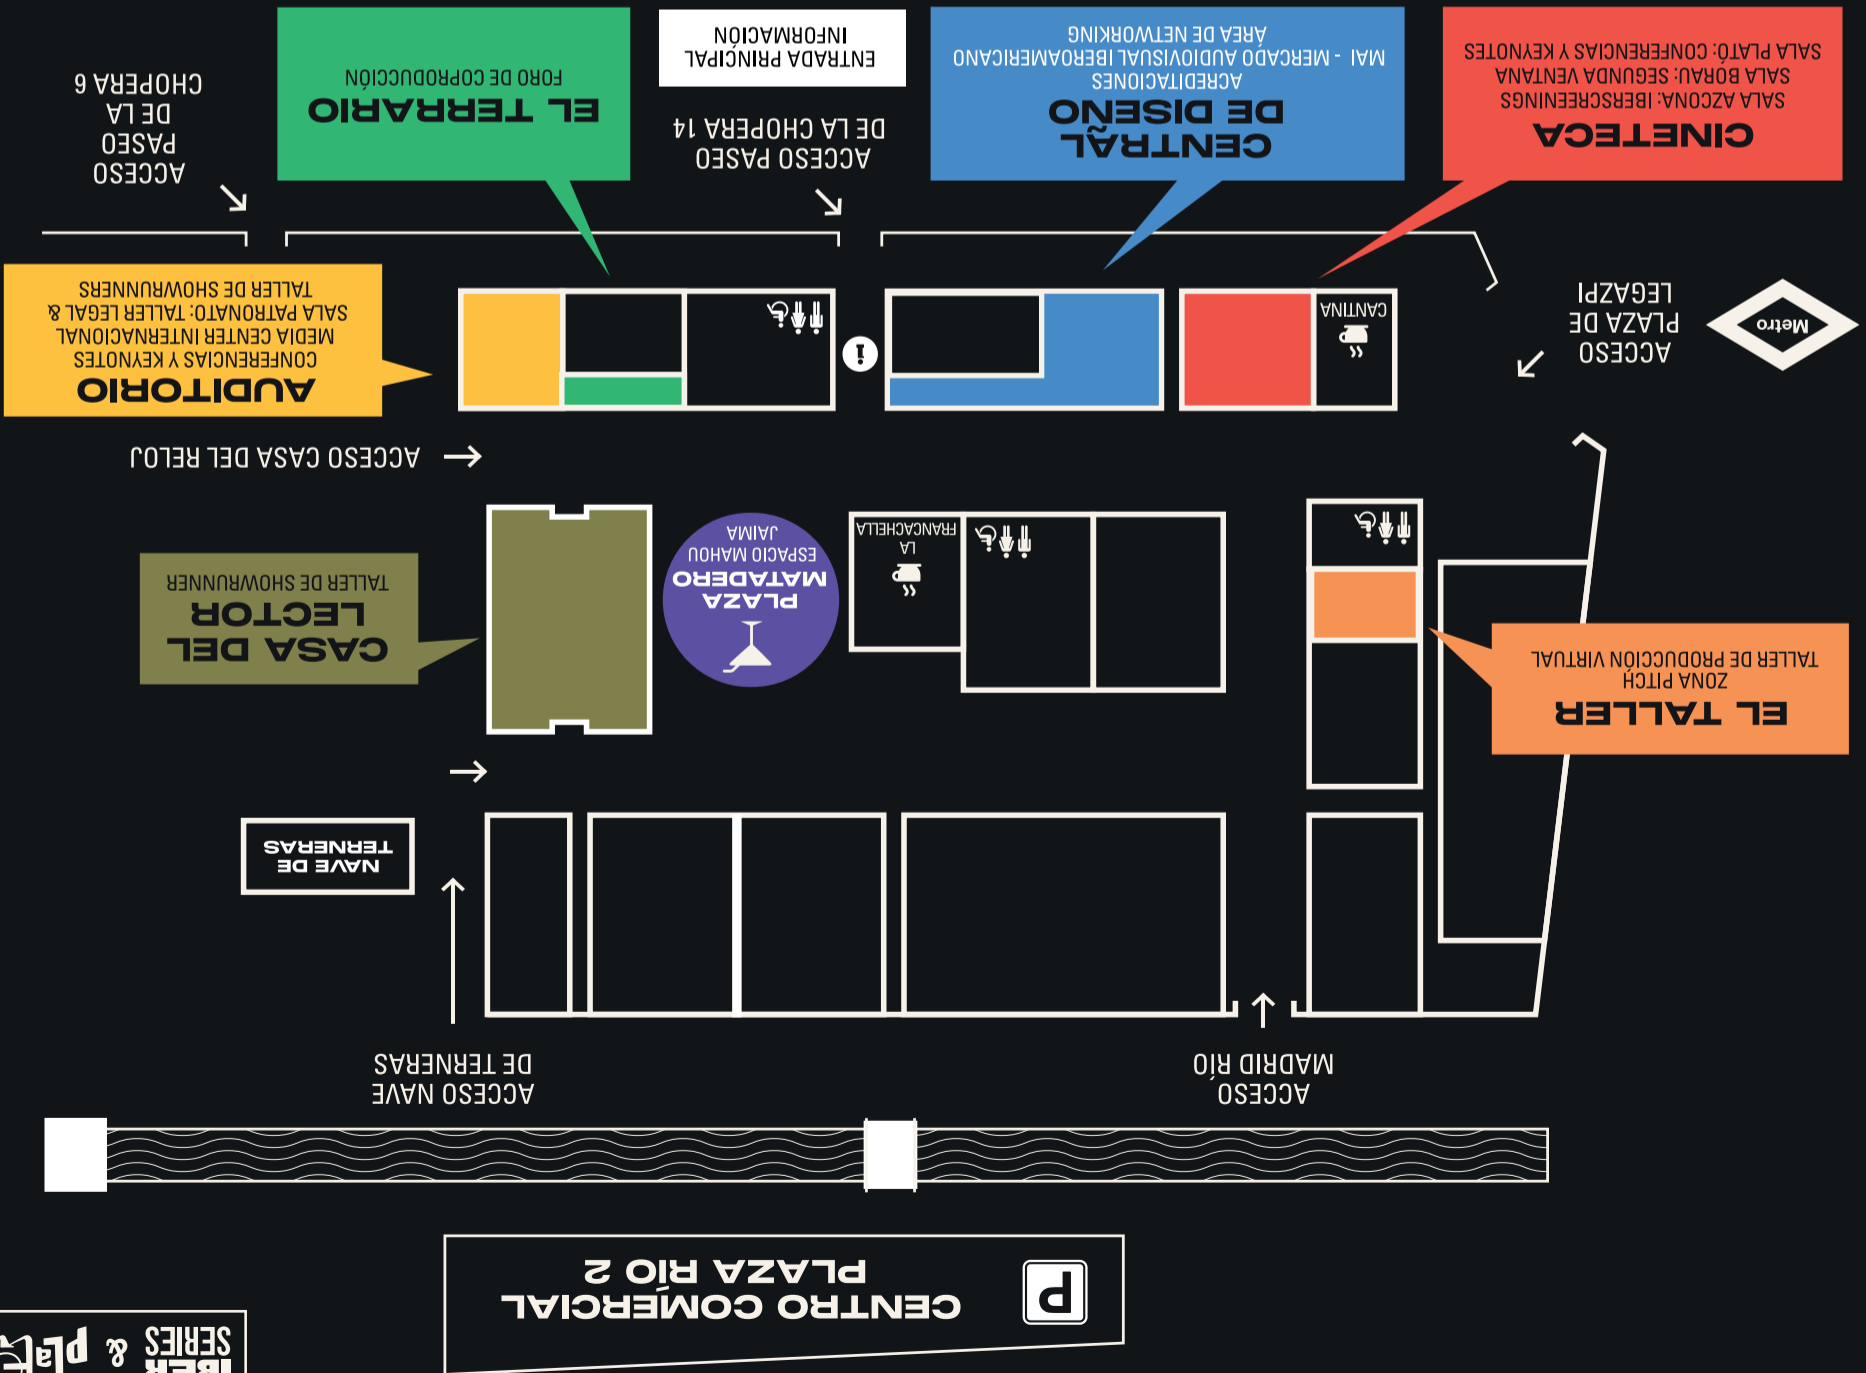 IBER
SERIES &
P
CENTRO COMERCIAL
PLAZA RÍO 2
ACCESO
MADRID RÍO
ACCESO NAVE
DE TERNERAS
NAVE DE
TERNERAS
EL TALLER
ZONA PITCH
TALLER DE PRODUCCIÓN VIRTUAL
LA
FRANCACHELLA
PLAZA
MATADERO
ESPACIO MAHOU
JAIMA
CASA DEL
LECTOR
TALLER DE SHOWRUNNER
ACCESO CASA DEL RELOJ
Metro
ACCESO
PLAZA DE
LEGAZPI
CANTINA
i
AUDITORIO
CONFERENCIAS Y KEYNOTES
MEDIA CENTER INTERNACIONAL
SALA PATRONATO: TALLER LEGAL &
TALLER DE SHOWRUNNERS
CINETECA
SALA AZCONA: IBERSCREENINGS
SALA BORAU: SEGUNDA VENTANA
SALA PLATÓ: CONFERENCIAS Y KEYNOTES
CENTRAL
DE DISEÑO
ACREDITACIONES
MAI - MERCADO AUDIOVISUAL IBEROAMERICANO
ÁREA DE NETWORKING
ACCESO PASEO
DE LA CHOPERA 14
ENTRADA PRINCIPAL
INFORMACIÓN
EL TERRARIO
FORO DE COPRODUCCIÓN
ACCESO
PASEO
DE LA
CHOPERA 6